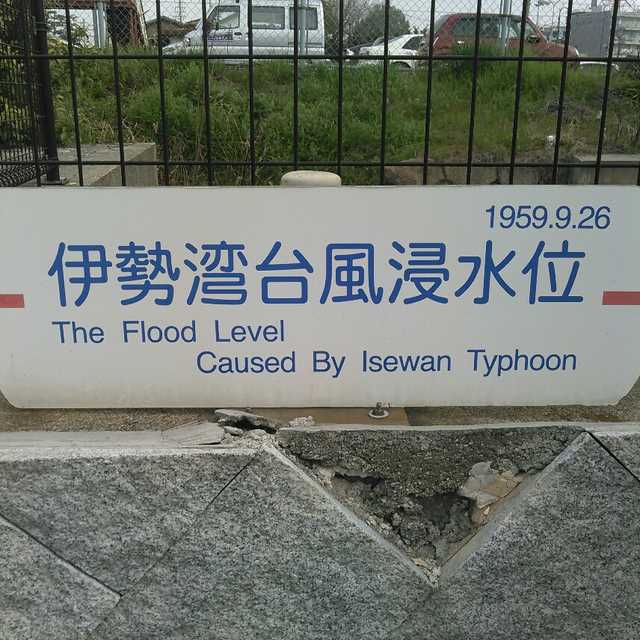 1959.9.26
伊勢湾台風浸水位
The Flood Level
Caused By Isewan Typhoon